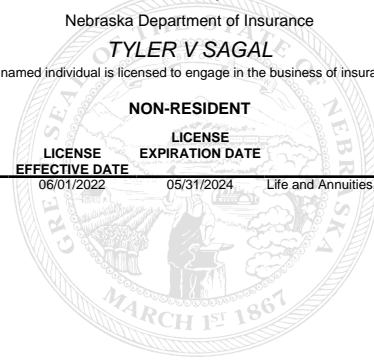 Nebraska Department of Insurance
TYLER V SAGAL
named individual is licensed to engage in the business of insura
NON-RESIDENT
LICENSE EFFECTIVE DATE
LICENSE EXPIRATION DATE
06/01/2022 05/31/2024 Life and Annuities
MARCH 1ST 1867